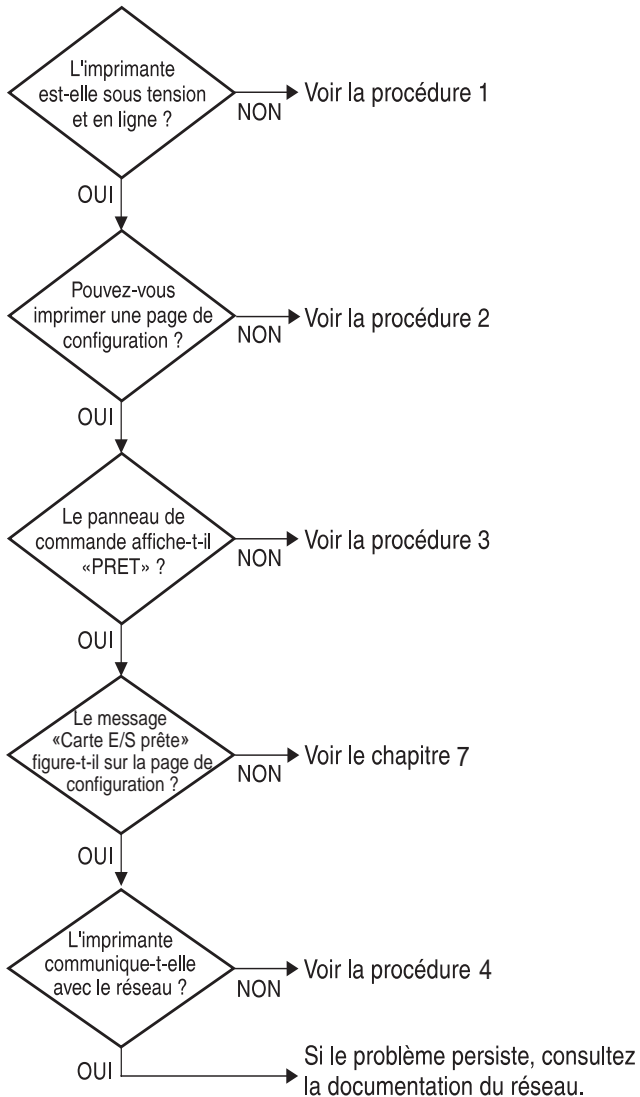 L'imprimante
est-elle sous tension
et en ligne ?
NON
Voir la procédure 1
OUI
Pouvez-vous
imprimer une page de
configuration ?
NON
Voir la procédure 2
OUI
Le panneau de
commande affiche-t-il
«PRET» ?
NON
Voir la procédure 3
OUI
Le message
«Carte E/S prête»
figure-t-il sur la page de
configuration ?
NON
Voir le chapitre 7
OUI
L'imprimante
communique-t-elle
avec le réseau ?
NON
Voir la procédure 4
OUI
Si le problème persiste, consultez
la documentation du réseau.